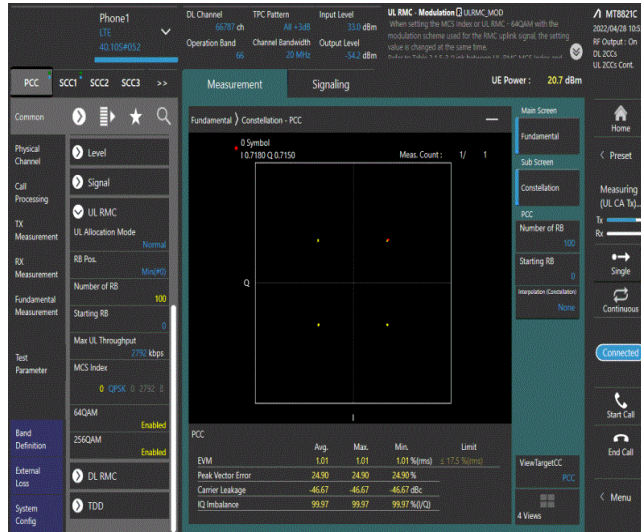 Phone1
LTE
40.10S#052
DL Channel
66787 ch
Operation Band
66
TPC Pattern
All +3dB
Channel Bandwidth
20 MHz
Input Level
33.0 dBm
Output Level
-54.2 dBm
UL RMC - Modulation ULRMC_MOD
When setting the MCS Index or UL RMC - 64QAM with the
modulation scheme used for the RMC uplink signal, the setting
value is changed at the same time.
MT8821C
2022/04/28 10:5
RF Output : On
DL 2CCs
UL 2CCs Cont.
PCC
SCC1
SCC2
SCC3
>>
Measurement
Signaling
UE Power : 20.7 dBm
Common
Physical
Channel
Call
Processing
TX
Measurement
RX
Measurement
Fundamental
Measurement
Test
Parameter
Band
Definition
External
Loss
System
Config
Level
Signal
UL RMC
UL Allocation Mode
Normal
RB Pos.
Min(#0)
Number of RB
100
Starting RB
0
Max UL Throughput
2792 kbps
MCS Index
0 QPSK 0 2792 8
64QAM
Enabled
256QAM
Enabled
DL RMC
TDD
Fundamental ⟩ Constellation - PCC
0 Symbol
I 0.7180 Q 0.7150
Meas. Count : 1/ 1
Q
I
PCC
Avg. Max. Min. Limit
EVM 1.01 1.01 1.01 %(rms) ± 17.5 %(rms)
Peak Vector Error 24.90 24.90 24.90 %
Carrier Leakage -46.67 -46.67 -46.67 dBc
IQ Imbalance 99.97 99.97 99.97 %(I/Q)
Main Screen
Fundamental
Sub Screen
Constellation
PCC
Number of RB
100
Starting RB
0
Interpolation (Constellation)
None
ViewTargetCC
PCC
4 Views
Home
< Preset
Measuring
(UL CA Tx)...
Tx
Rx
Single
Continuous
Connected
Start Call
End Call
< Menu